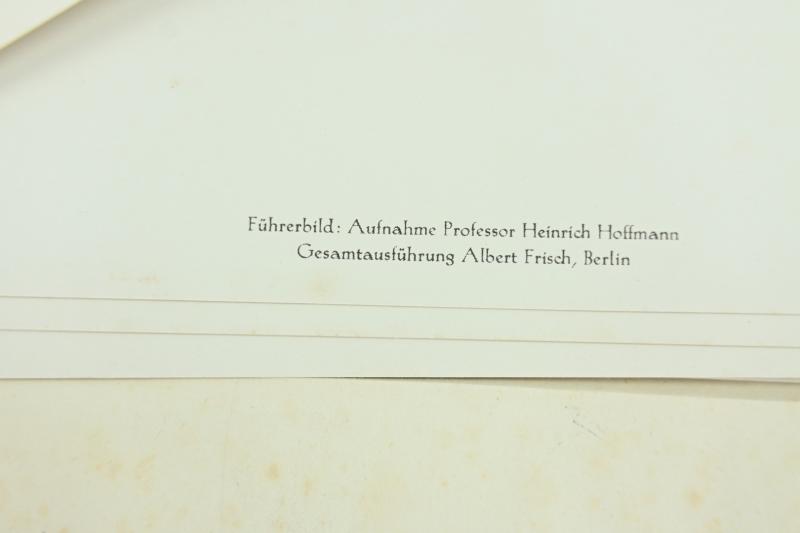 Führerbild: Aufnahme Professor Heinrich Hoffmann
Gesamtausführung Albert Frisch, Berlin